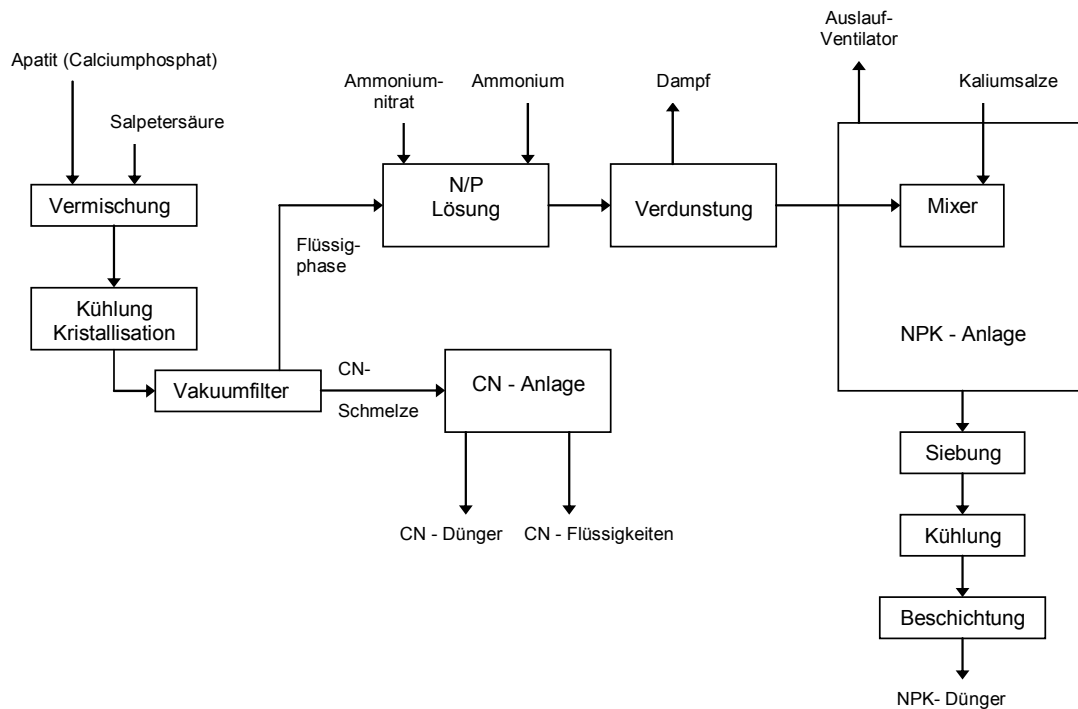 Auslauf-
Ventilator
Apatit (Calciumphosphat)
Ammonium-
nitrat
Ammonium
Dampf
Kaliumsalze
Salpetersäure
Vermischung
N/P
Lösung
Verdunstung
Mixer
Flüssig-
phase
Kühlung
Kristallisation
NPK - Anlage
Vakuumfilter
CN-
Schmelze
CN - Anlage
Siebung
CN - Dünger
CN - Flüssigkeiten
Kühlung
Beschichtung
NPK- Dünger